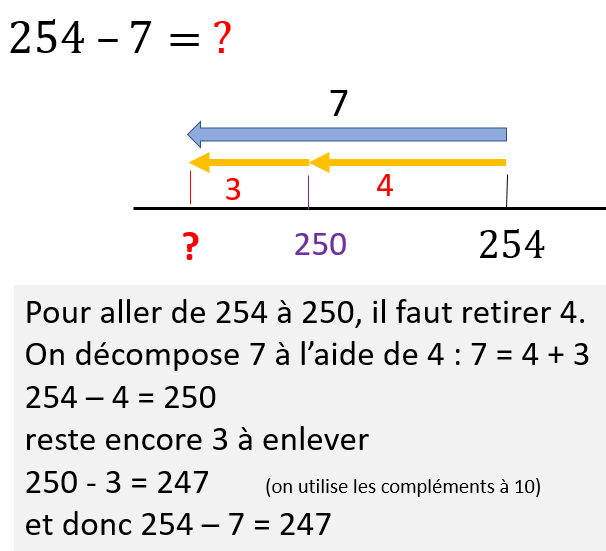 254 – 7 = ?
7
3
4
?
250
254
Pour aller de 254 à 250, il faut retirer 4.
On décompose 7 à l’aide de 4 : 7 = 4 + 3
254 – 4 = 250
reste encore 3 à enlever
250 - 3 = 247 (on utilise les compléments à 10)
et donc 254 – 7 = 247